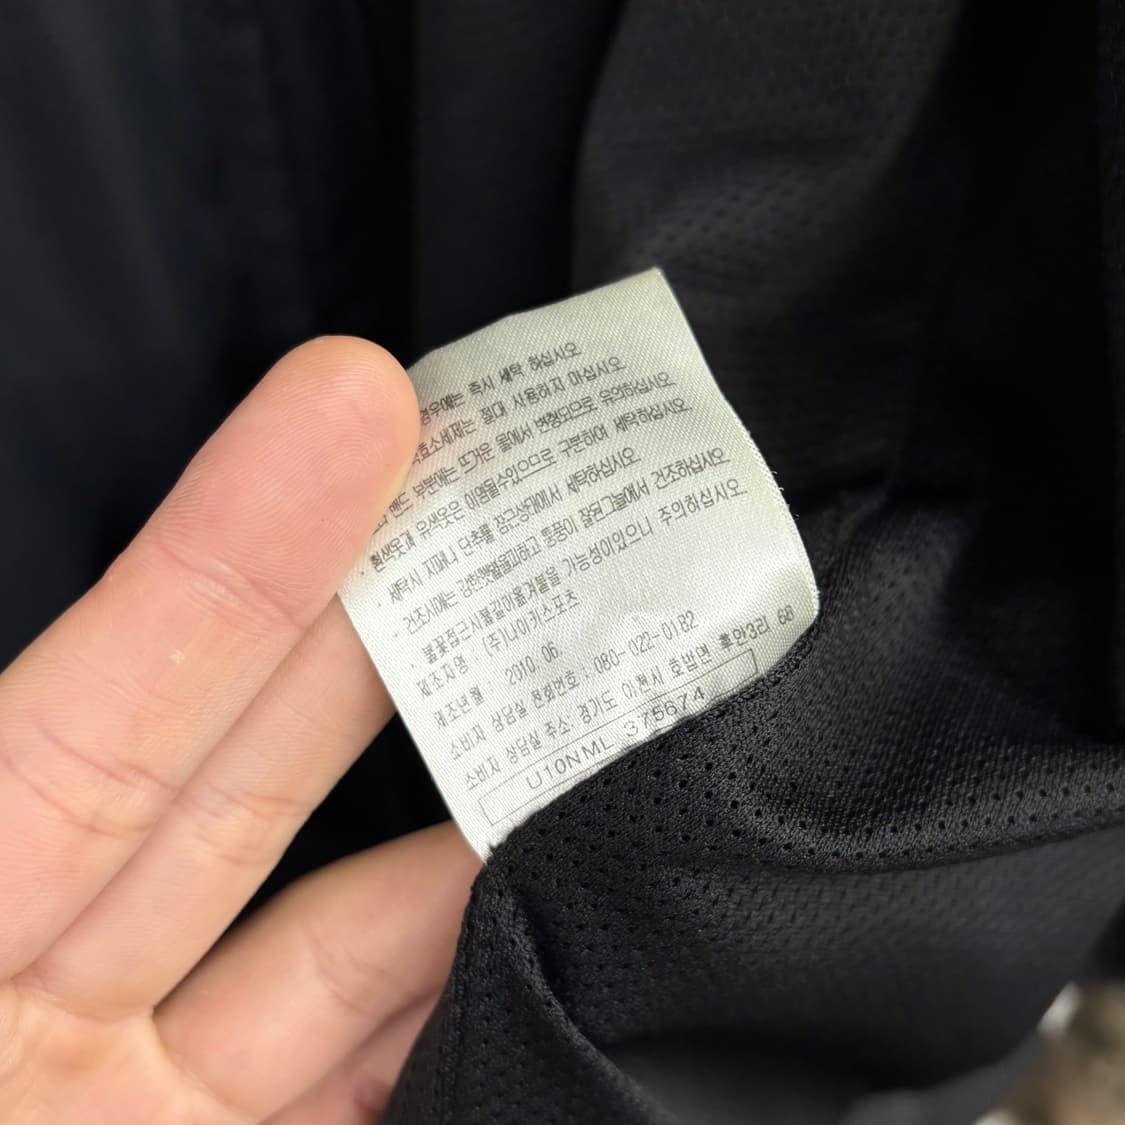 경우에는 즉시 세탁 하십시오
효소세제는 절대 사용하지 마십시오
밴드 부분에는 뜨거운 물에서 변형되므로 유의하십시오
· 흰색옷과 유색옷은 이염될수있으므로 구분하여 세탁하십시오
· 세탁시 지퍼나 단추를 잠근상태에서 세탁하십시오
· 건조시에는 강한햇볕을피하고 통풍이 잘된그늘에서 건조하십시오
· 불꽃접근시불길이옮겨붙을 가능성이있으니 주의하십시오
제조자명 : (주)나이키스포츠
제조년월 : 2010. 06.
소비자 상담실 전화번호 : 080-022-0182
소비자 상담실 주소: 경기도 이천시 호법면 후안3리 68
U10NML 375674